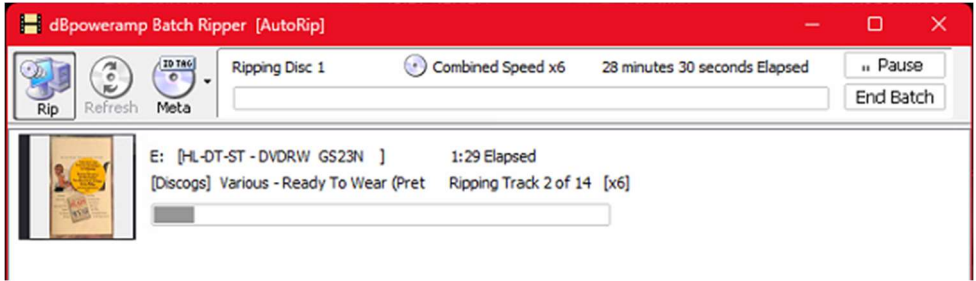 dBpoweramp Batch Ripper [AutoRip]
Ripping Disc 1 Combined Speed x6 28 minutes 30 seconds Elapsed
Pause
ID TAG
Rip Refresh Meta
End Batch
E: [HL-DT-ST - DVDRW GS23N ] 1:29 Elapsed
[Discogs] Various - Ready To Wear (Pret Ripping Track 2 of 14 [x6]